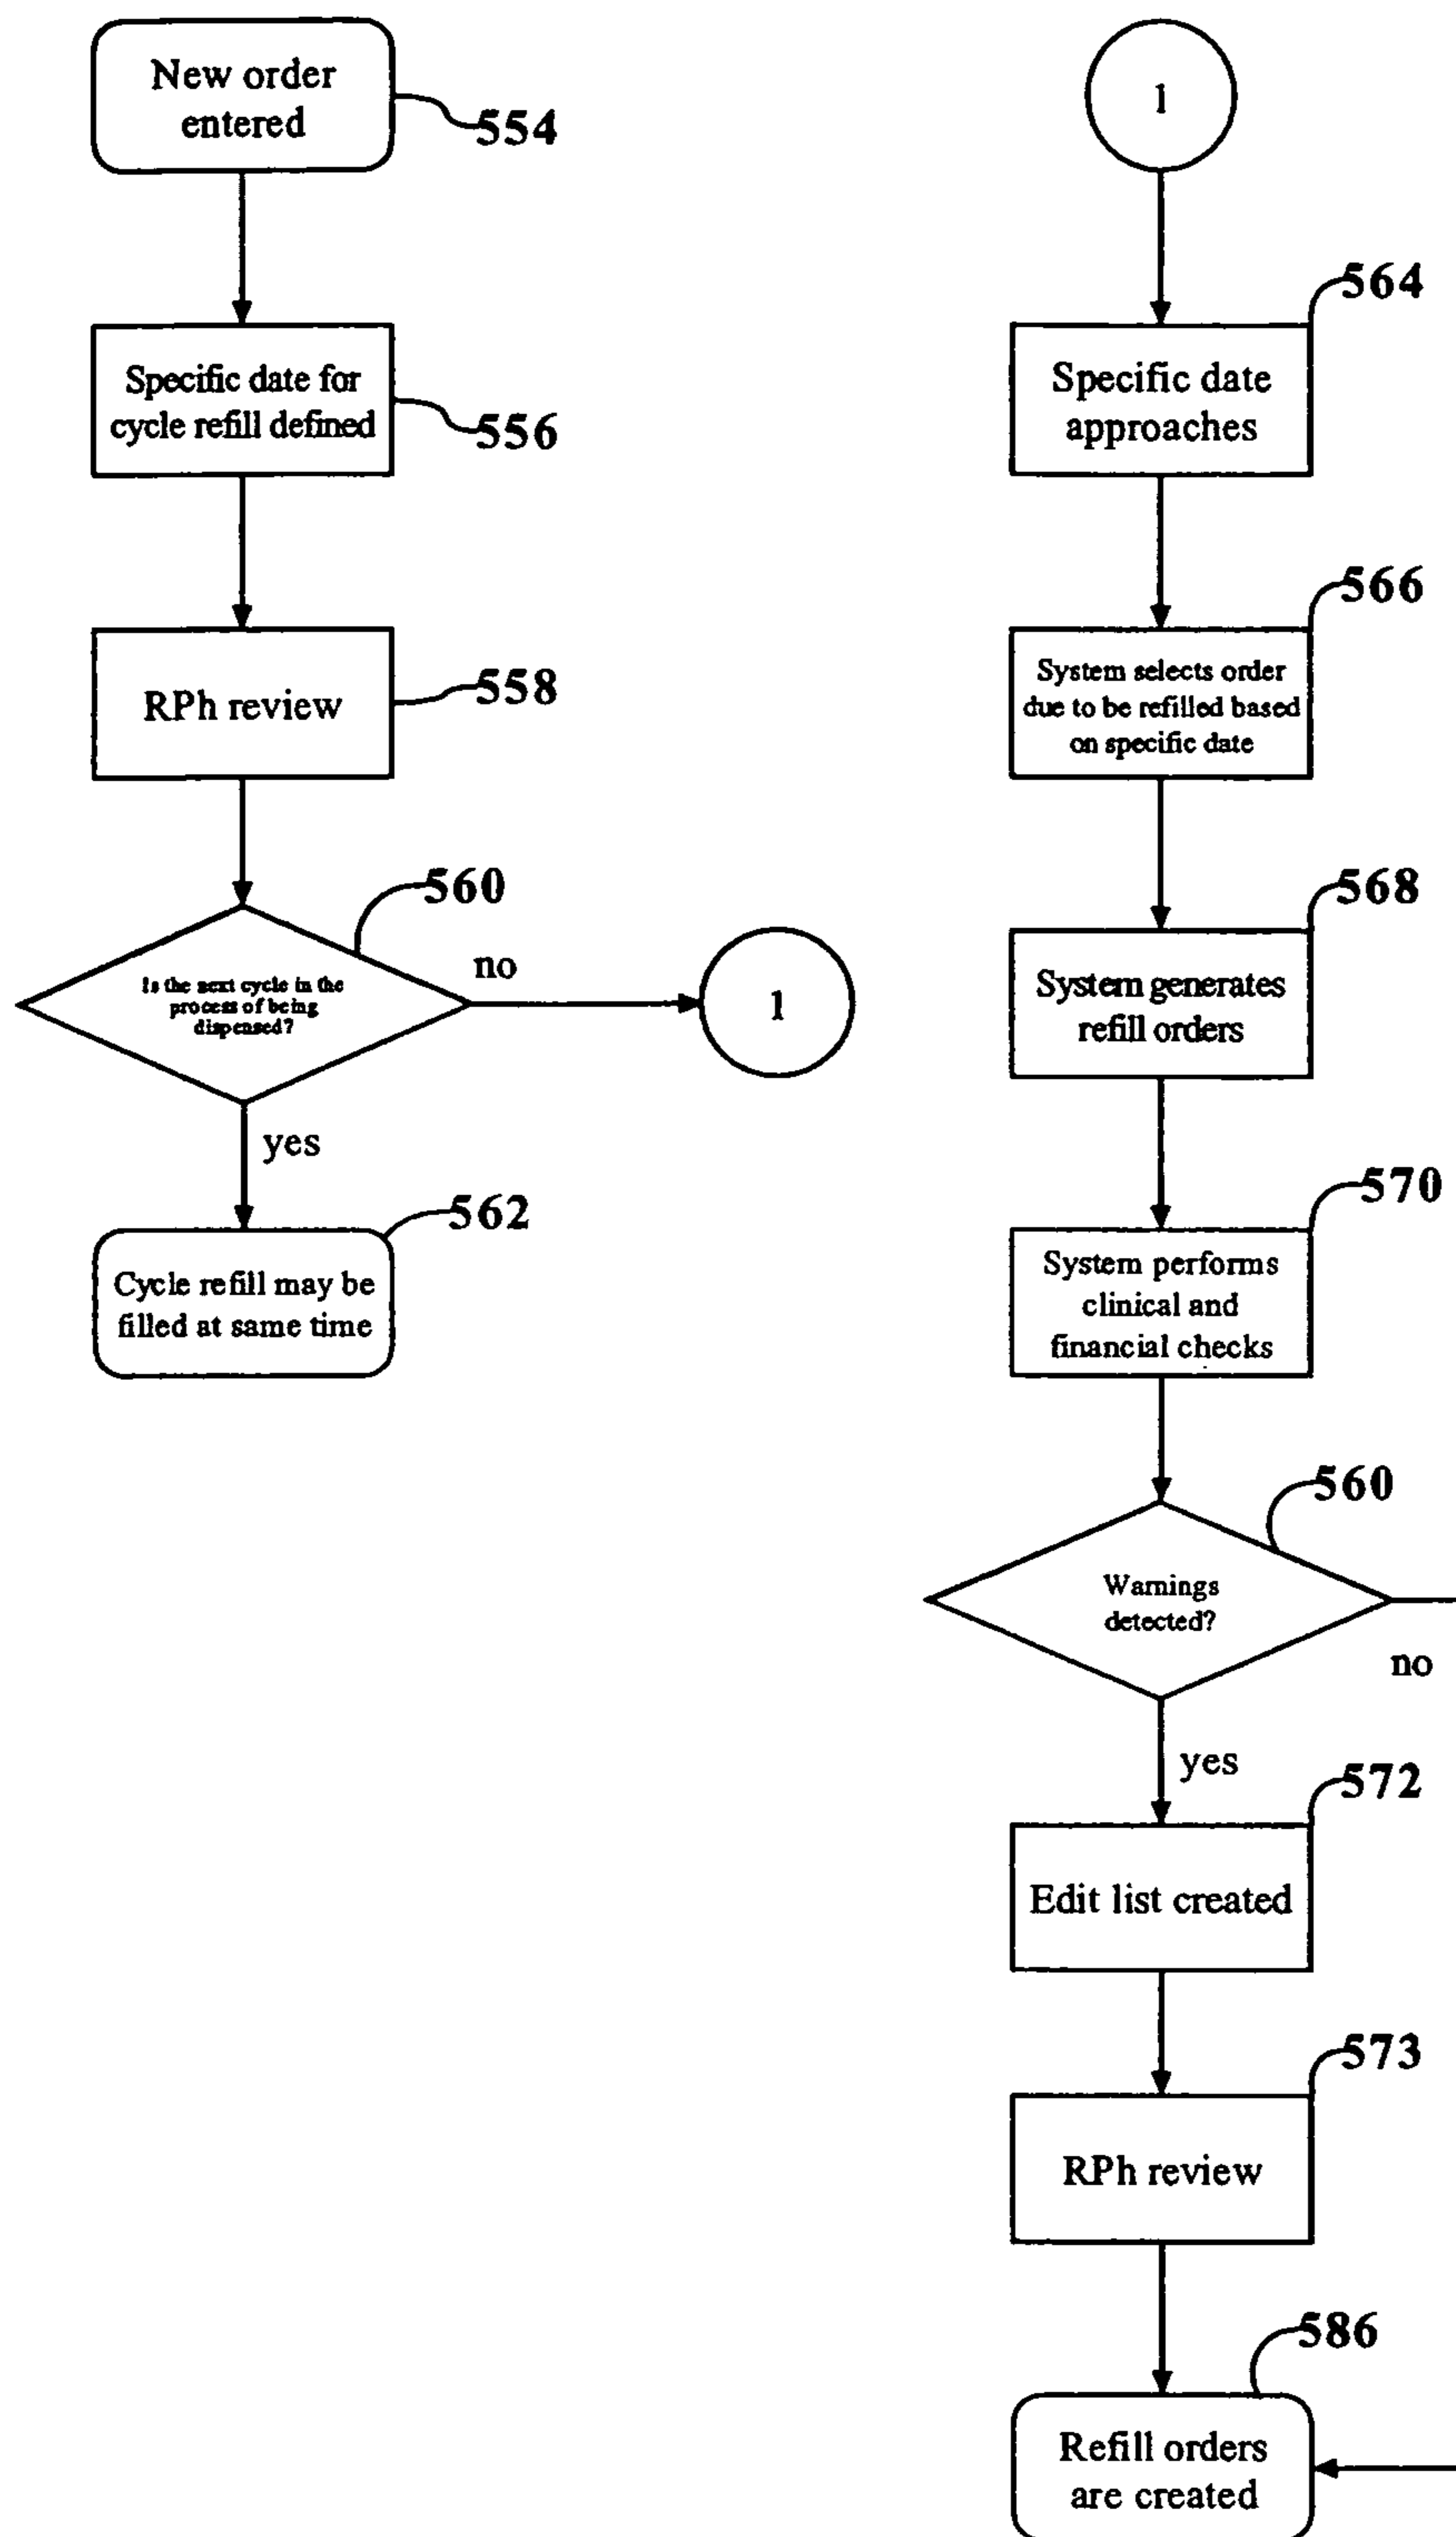 New order
entered
554
Specific date for
cycle refill defined
556
RPh review
558
560
Is the next cycle in the
process of being
dispensed?
no
1
yes
562
Cycle refill may be
filled at same time
1
564
Specific date
approaches
566
System selects order
due to be refilled based
on specific date
568
System generates
refill orders
570
System performs
clinical and
financial checks
560
Warnings
detected?
no
yes
572
Edit list created
573
RPh review
586
Refill orders
are created